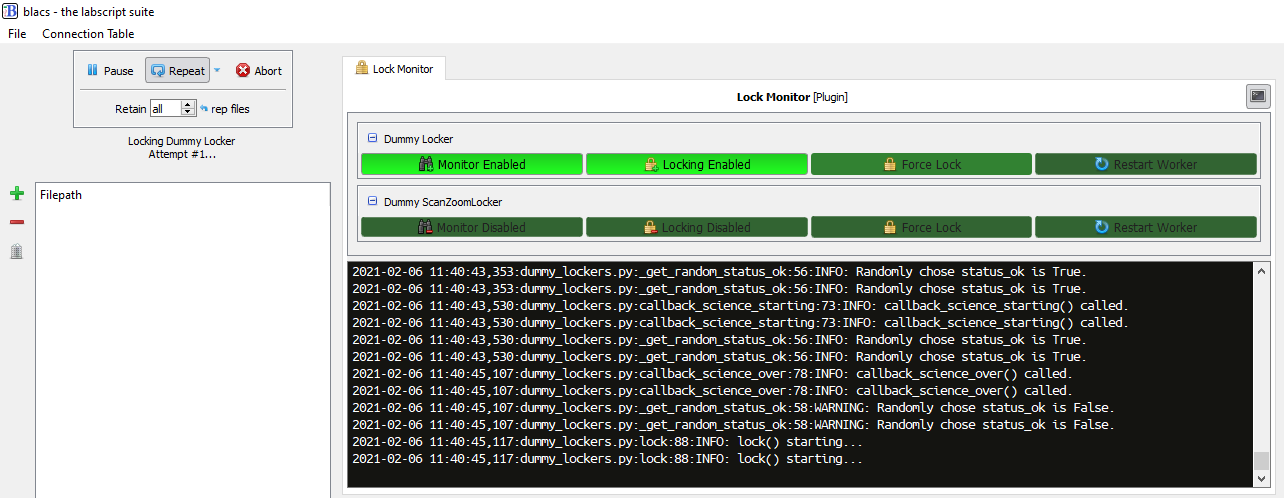 blacs - the labscript suite
File Connection Table
Pause Repeat Abort
Retain all rep files
Locking Dummy Locker
Attempt #1...
Filepath
Lock Monitor
Lock Monitor [Plugin]
Dummy Locker
Monitor Enabled Locking Enabled Force Lock Restart Worker
Dummy ScanZoomLocker
Monitor Disabled Locking Disabled Force Lock Restart Worker
2021-02-06 11:40:43,353:dummy_lockers.py:_get_random_status_ok:56:INFO: Randomly chose status_ok is True.
2021-02-06 11:40:43,353:dummy_lockers.py:_get_random_status_ok:56:INFO: Randomly chose status_ok is True.
2021-02-06 11:40:43,530:dummy_lockers.py:callback_science_starting:73:INFO: callback_science_starting() called.
2021-02-06 11:40:43,530:dummy_lockers.py:callback_science_starting:73:INFO: callback_science_starting() called.
2021-02-06 11:40:43,530:dummy_lockers.py:_get_random_status_ok:56:INFO: Randomly chose status_ok is True.
2021-02-06 11:40:43,530:dummy_lockers.py:_get_random_status_ok:56:INFO: Randomly chose status_ok is True.
2021-02-06 11:40:45,107:dummy_lockers.py:callback_science_over:78:INFO: callback_science_over() called.
2021-02-06 11:40:45,107:dummy_lockers.py:callback_science_over:78:INFO: callback_science_over() called.
2021-02-06 11:40:45,107:dummy_lockers.py:_get_random_status_ok:58:WARNING: Randomly chose status_ok is False.
2021-02-06 11:40:45,107:dummy_lockers.py:_get_random_status_ok:58:WARNING: Randomly chose status_ok is False.
2021-02-06 11:40:45,117:dummy_lockers.py:lock:88:INFO: lock() starting...
2021-02-06 11:40:45,117:dummy_lockers.py:lock:88:INFO: lock() starting...